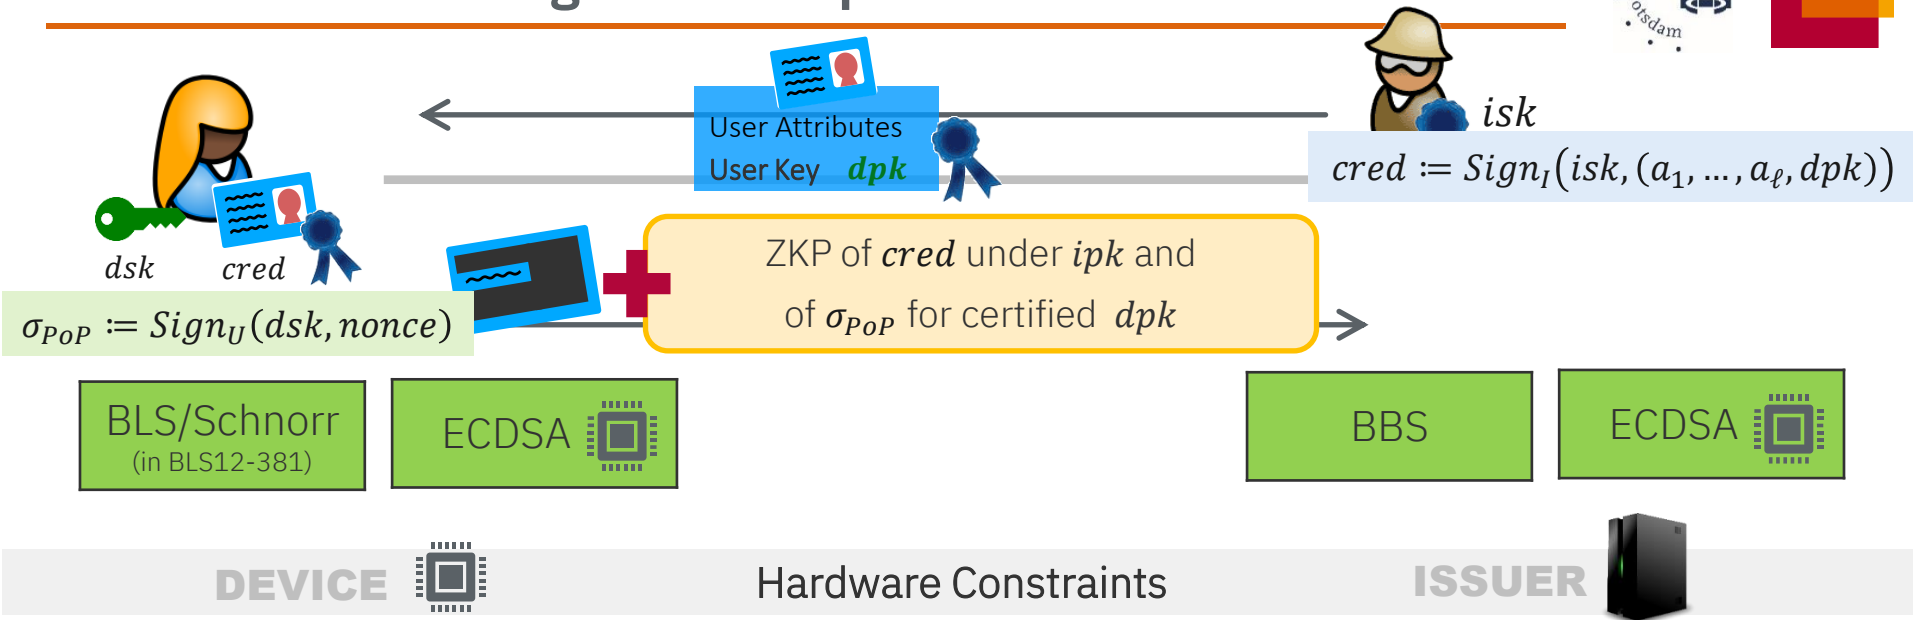 otsdam
isk
User Attributes
User Key dpk
cred ≔ Sign_I(isk, (a_1, …, a_ℓ, dpk))
dsk cred
ZKP of cred under ipk and
of σ_PoP for certified dpk
σ_PoP ≔ Sign_U(dsk, nonce)
BLS/Schnorr
(in BLS12-381)
ECDSA
BBS
ECDSA
DEVICE
Hardware Constraints
ISSUER